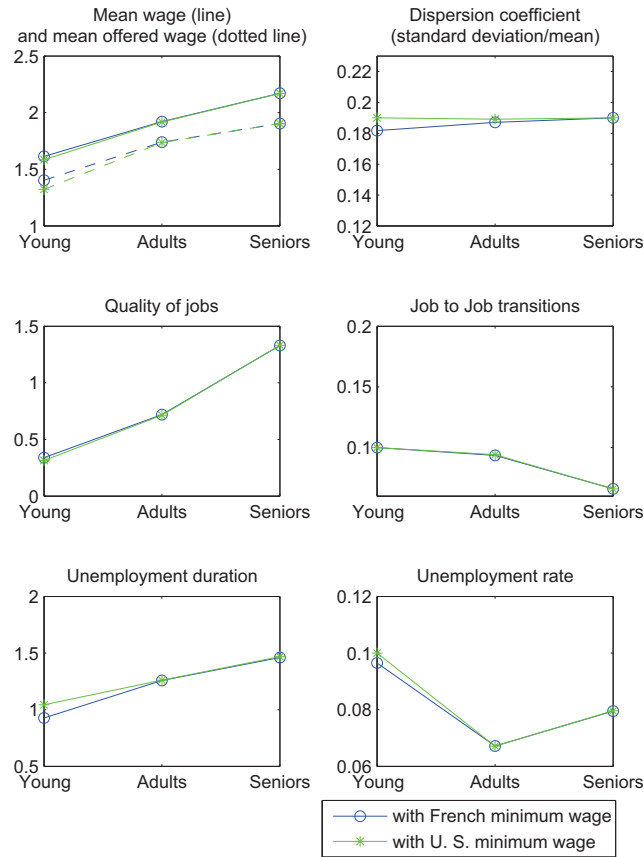 Mean wage (line)
and mean offered wage (dotted line)
2.5
2
1.5
1
Young Adults Seniors
Dispersion coefficient
(standard deviation/mean)
0.22
0.2
0.18
0.16
0.14
0.12
Young Adults Seniors
Quality of jobs
1.5
1
0.5
0
Young Adults Seniors
Job to Job transitions
0.2
0.15
0.1
Young Adults Seniors
Unemployment duration
2
1.5
1
0.5
Young Adults Seniors
Unemployment rate
0.12
0.1
0.08
0.06
Young Adults Seniors
with French minimum wage
with U. S. minimum wage